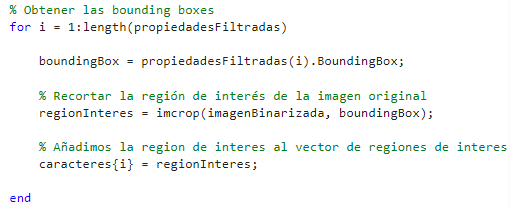 % Obtener las bounding boxes
for i = 1:length(propiedadesFiltradas)
boundingBox = propiedadesFiltradas(i).BoundingBox;
% Recortar la región de interés de la imagen original
regionInteres = imcrop(imagenBinarizada, boundingBox);
% Añadimos la region de interes al vector de regiones de interes
caracteres{i} = regionInteres;
end